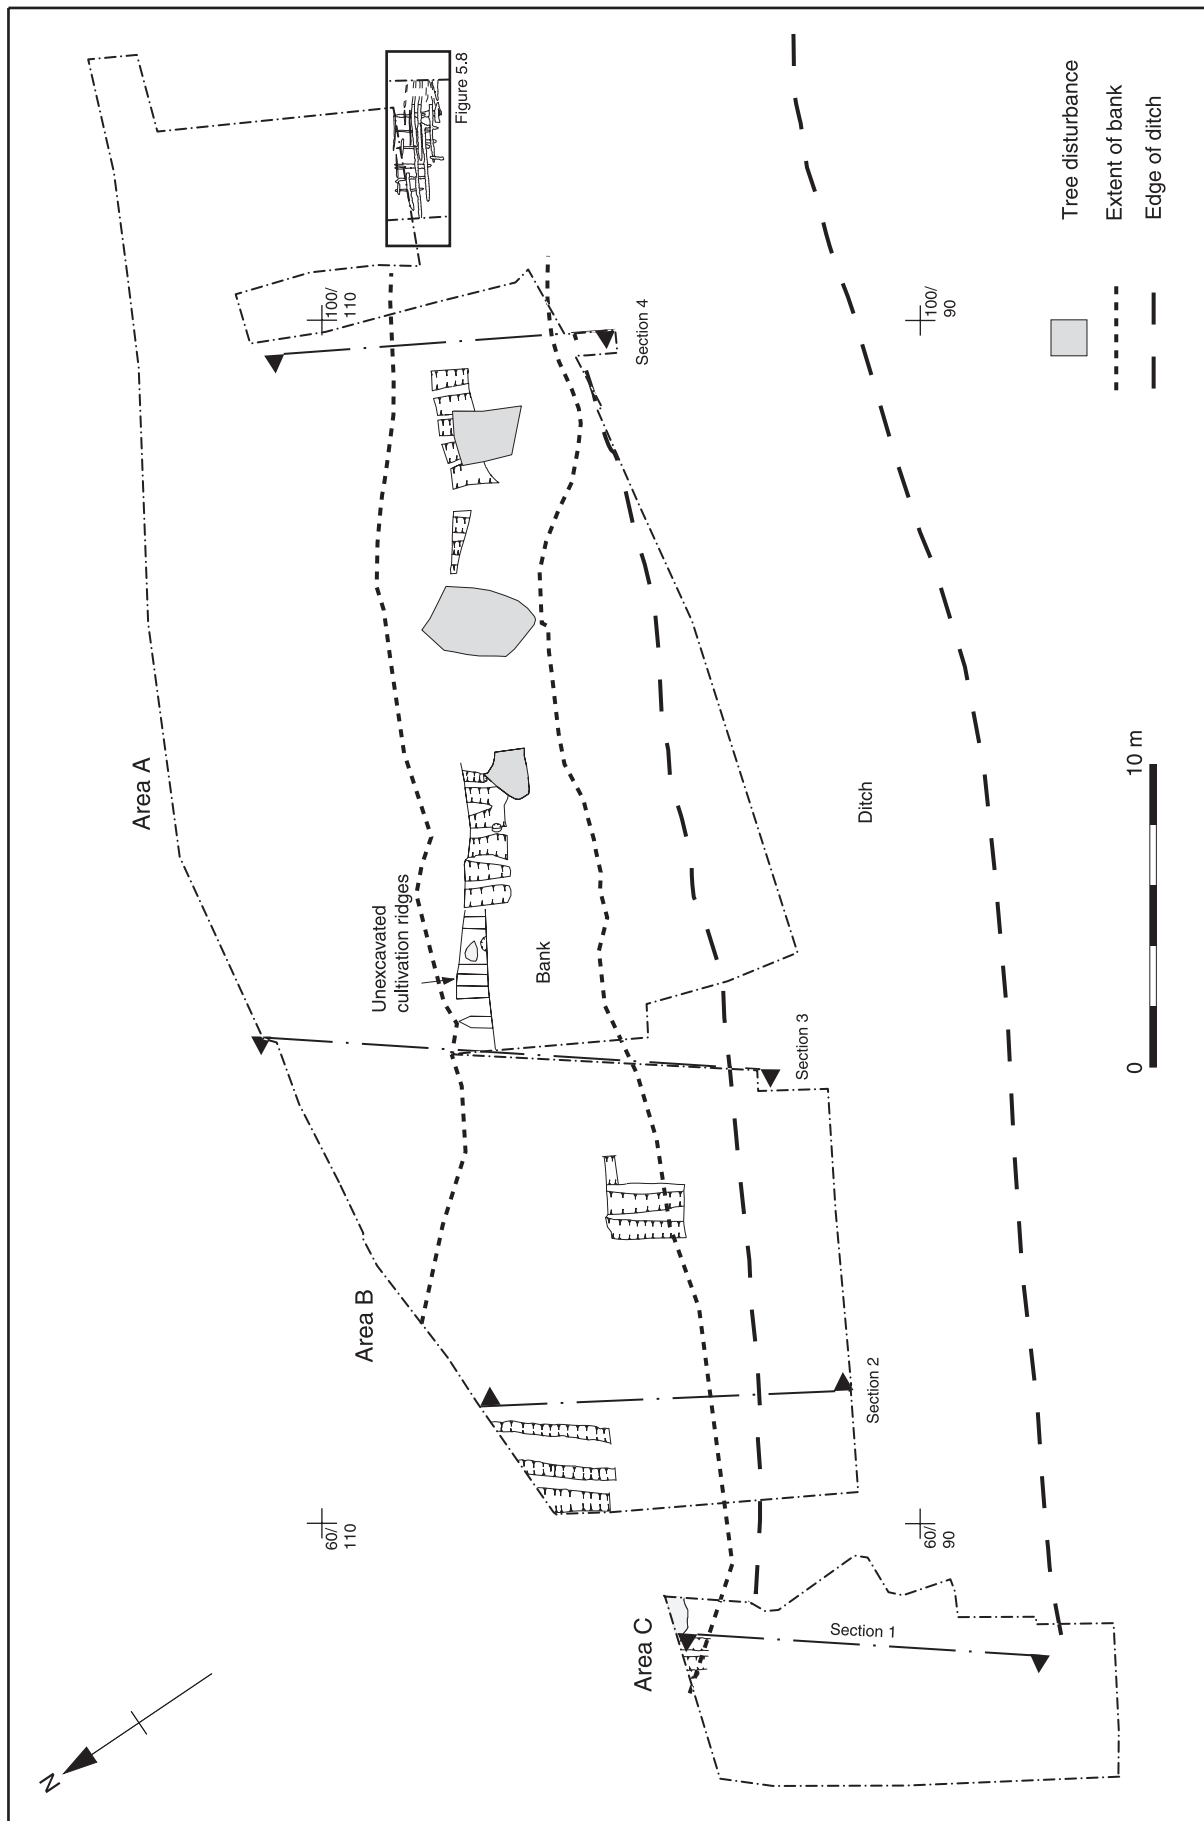 Area A
Area B
Area C
Figure 5.8
100/
110
Section 4
100/
90
Unexcavated
cultivation ridges
Bank
Ditch
Section 3
Section 2
60/
110
60/
90
Section 1
N
0
10 m
Tree disturbance
Extent of bank
Edge of ditch